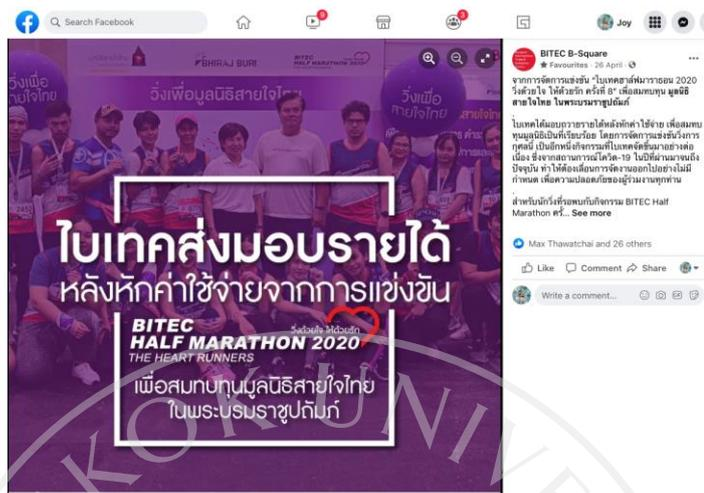 Search Facebook
9
3
Joy
BHIRAJ BURI
BITEC
HALF MARATHON 2020
วิ่งเพื่อมูลนิธิสายใจไทย
วิ่งเพื่อ
สายใจไทย
ไบเทคส่งมอบรายได้
หลังหักค่าใช้จ่ายจากการแข่งขัน
BITEC
HALF MARATHON 2020
วิ่งด้วยใจ ให้ด้วยรัก
THE HEART RUNNERS
เพื่อสมทบทุนมูลนิธิสายใจไทย
ในพระบรมราชูปถัมภ์
BITEC B-Square
Favourites · 26 April ·
จากการจัดการแข่งขัน "ไบเทคฮาล์ฟมาราธอน 2020
วิ่งด้วยใจ ให้ด้วยรัก ครั้งที่ 8" เพื่อสมทบทุน มูลนิธิ
สายใจไทย ในพระบรมราชูปถัมภ์
.
ไบเทคได้มอบถวายรายได้หลังหักค่าใช้จ่าย เพื่อสมทบ
ทุนมูลนิธิเป็นที่เรียบร้อย โดยการจัดการแข่งขันวิ่งการ
กุศลนี้ เป็นอีกหนึ่งกิจกรรมที่ไบเทคจัดขึ้นมาอย่างต่อ
เนื่อง ซึ่งจากสถานการณ์โควิด-19 ในปีที่ผ่านมาจนถึง
ปัจจุบัน ทำให้ต้องเลื่อนการจัดงานออกไปอย่างไม่มี
กำหนด เพื่อความปลอดภัยของผู้ร่วมงานทุกท่าน
.
สำหรับนักวิ่งที่รอพบกับกิจกรรม BITEC Half
Marathon ครั้... See more
Max Thawatchai and 26 others
Like Comment Share
Write a comment...
KOK UNIVE